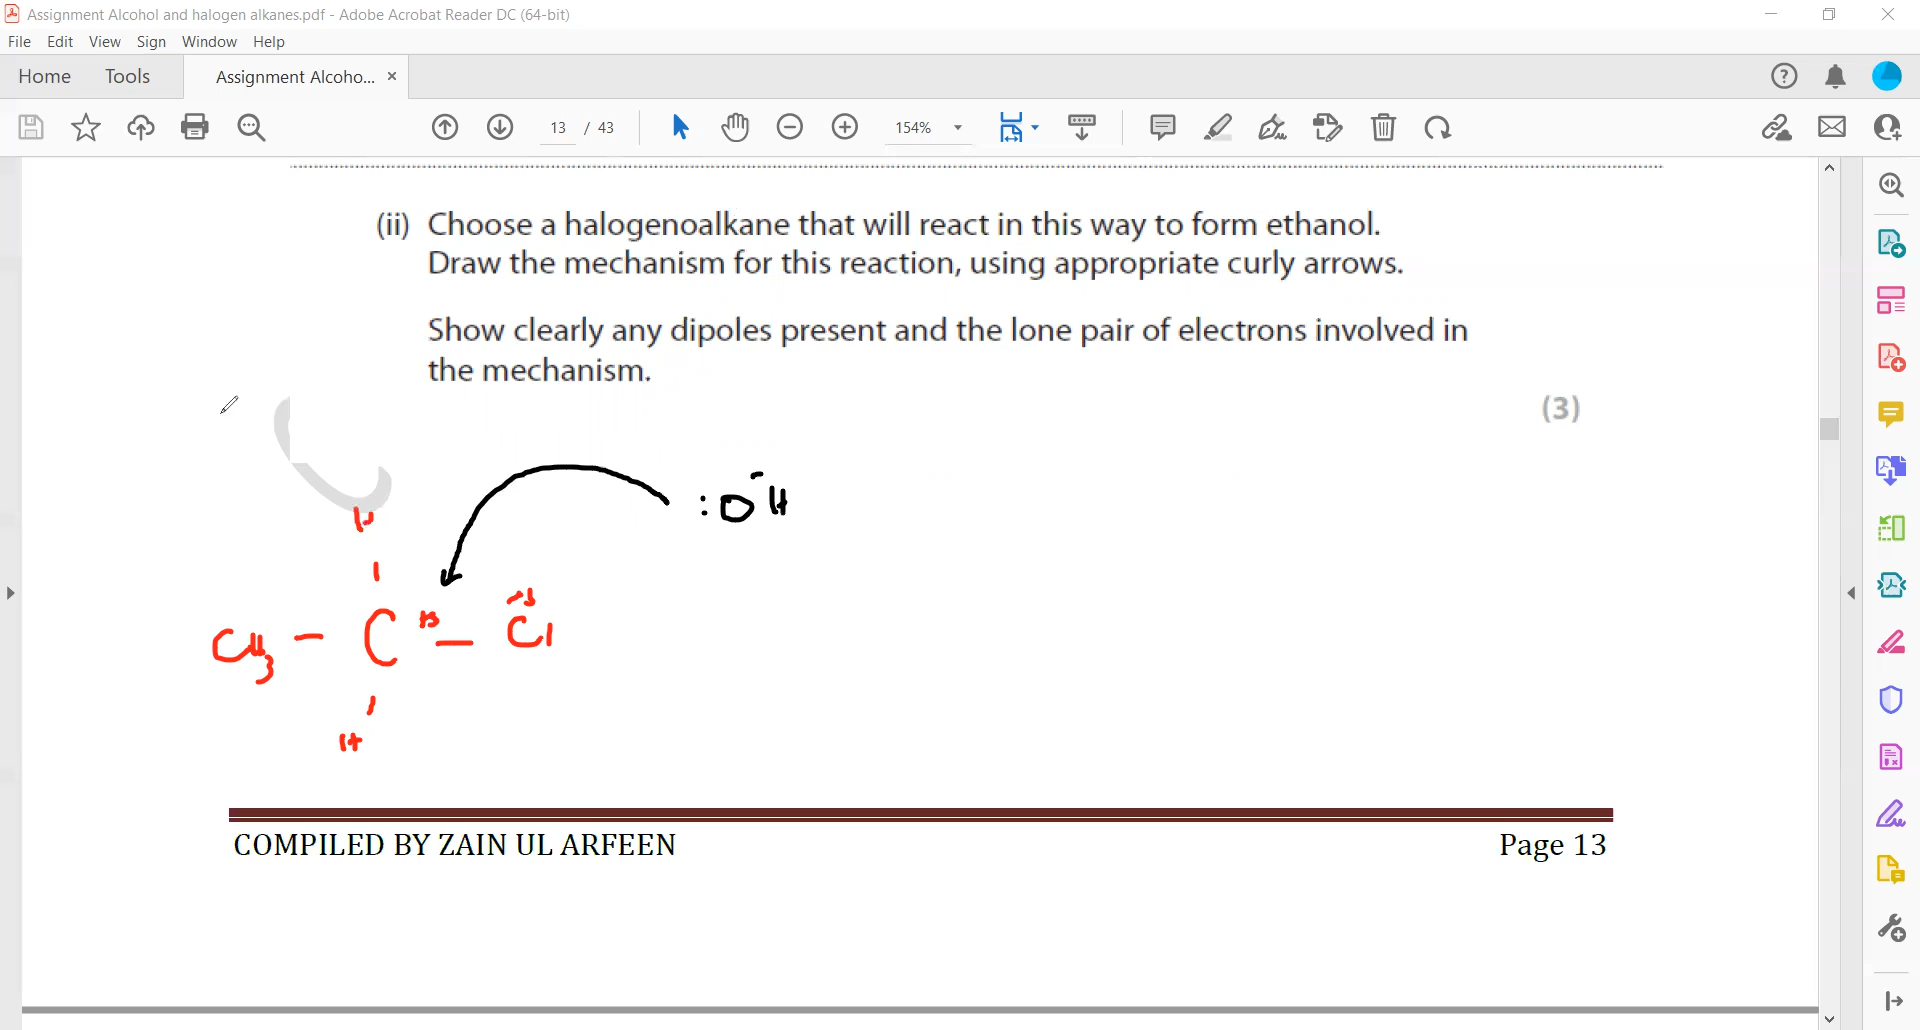 Assignment Alcohol and halogen alkanes.pdf - Adobe Acrobat Reader DC (64-bit)
File Edit View Sign Window Help
Home Tools Assignment Alcoho... ×
13 / 43 154%
(ii) Choose a halogenoalkane that will react in this way to form ethanol.
Draw the mechanism for this reaction, using appropriate curly arrows.
Show clearly any dipoles present and the lone pair of electrons involved in
the mechanism.
(3)
:ŌH
H
CH₃ – C – Cl
H
COMPILED BY ZAIN UL ARFEEN Page 13